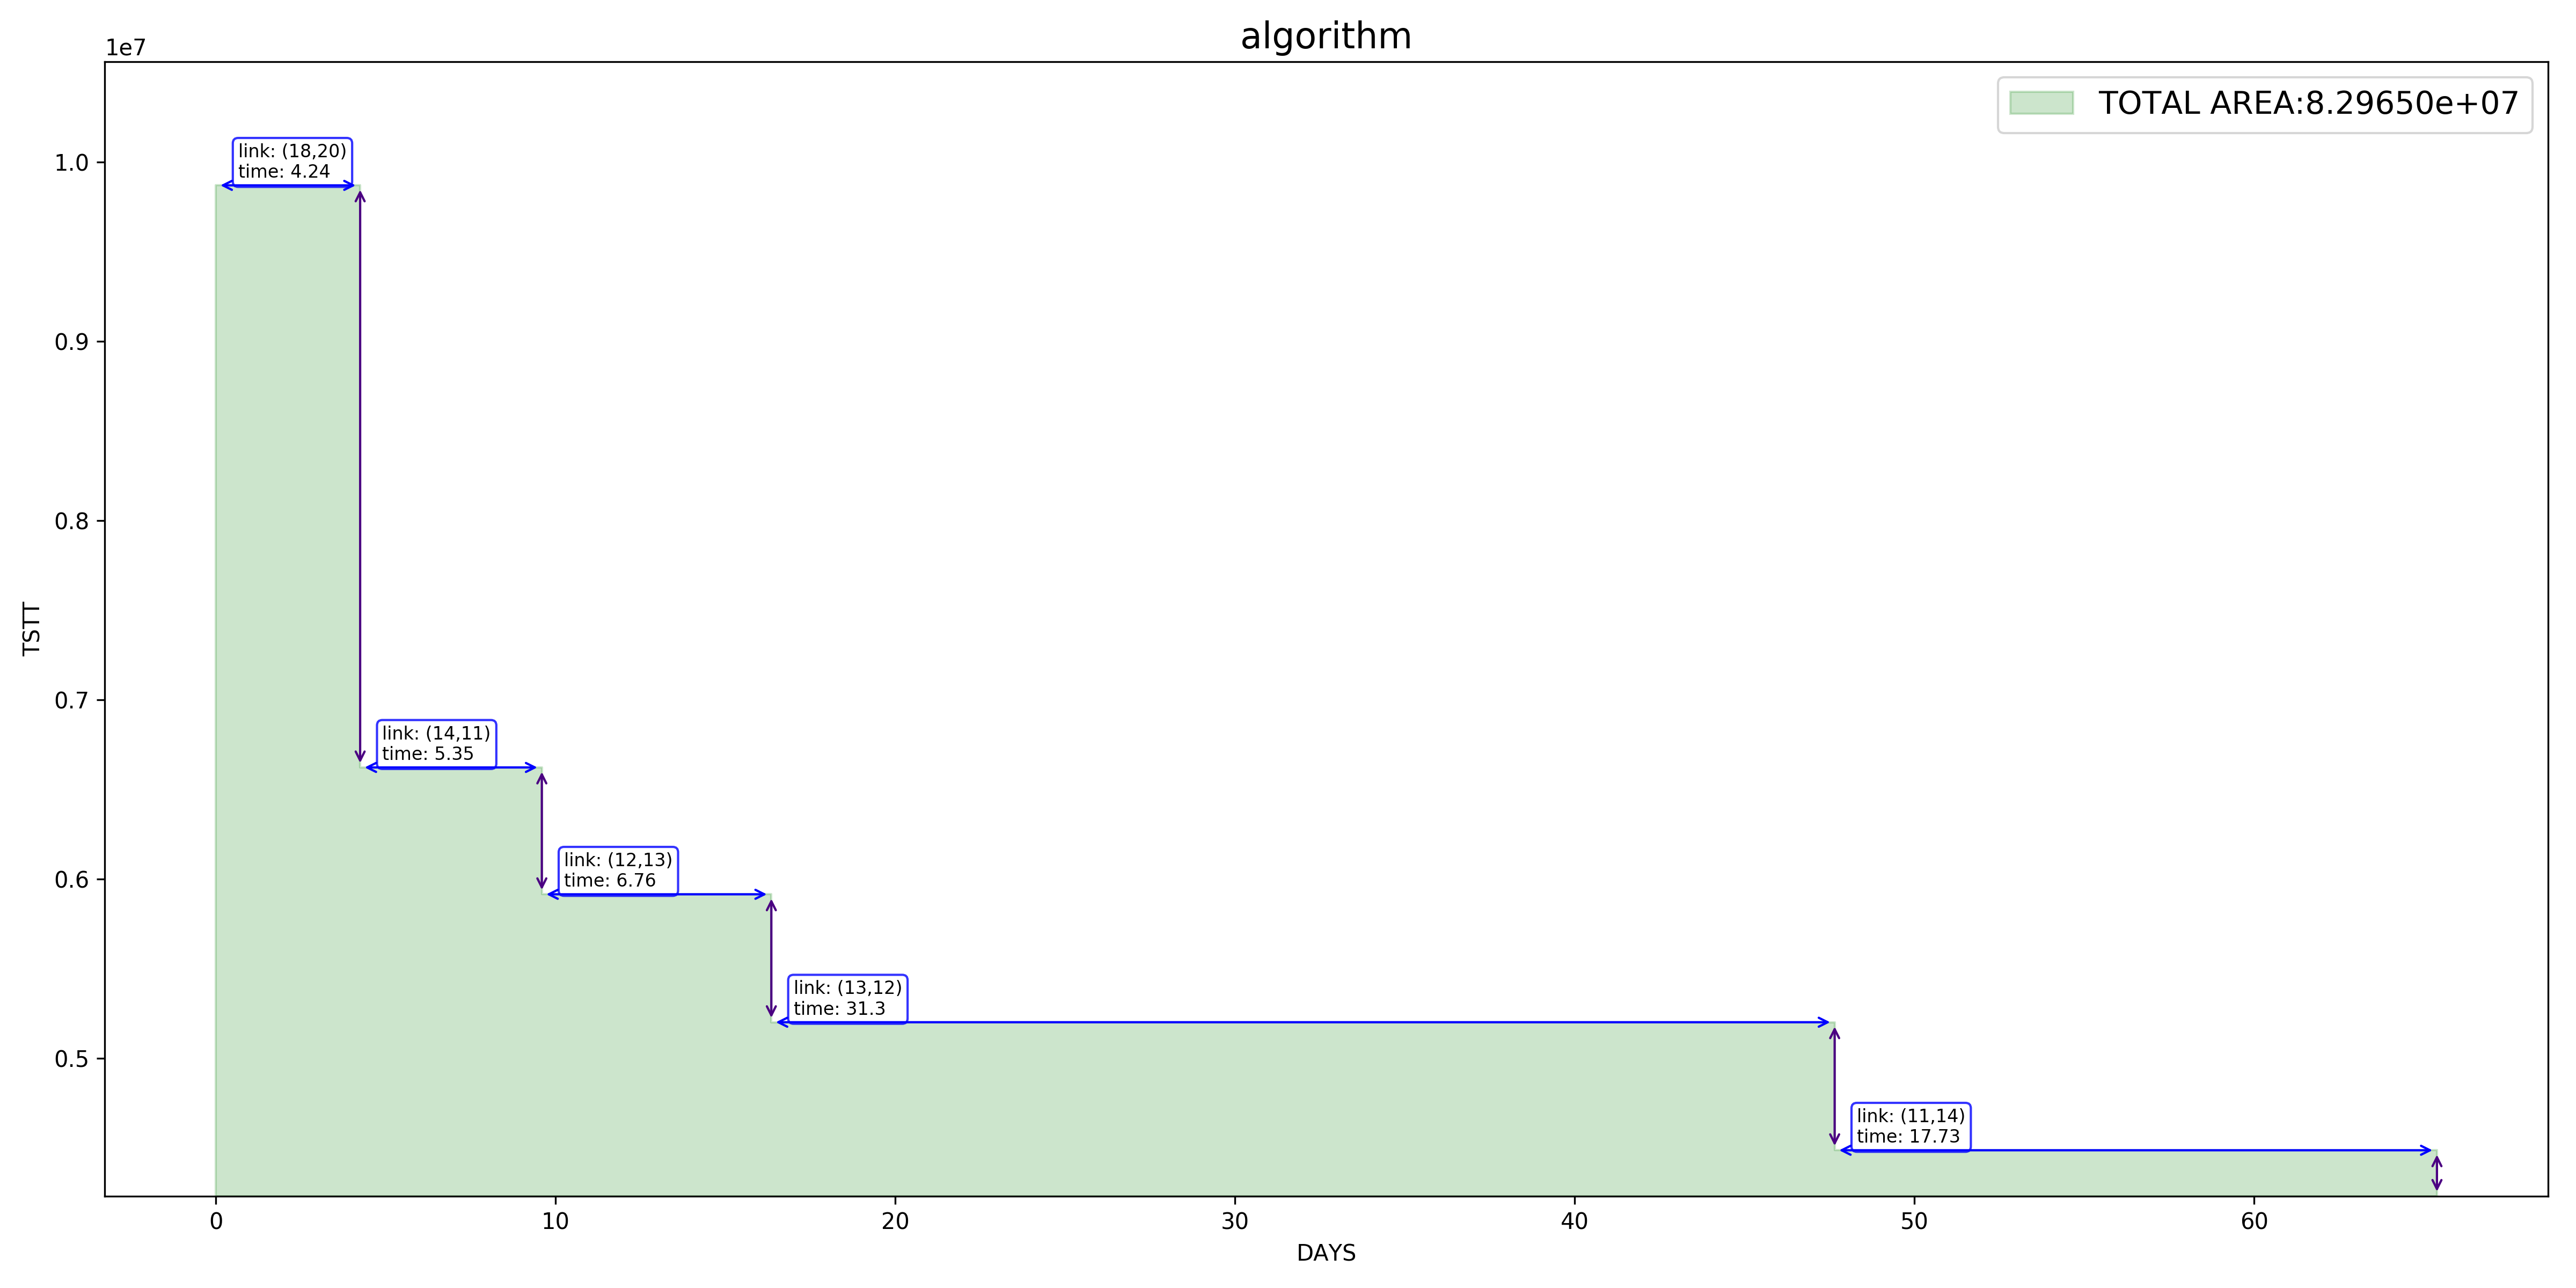 algorithm
1e7
TOTAL AREA:8.29650e+07
1.0
0.9
0.8
0.7
0.6
0.5
TSTT
link: (18,20)
time: 4.24
link: (14,11)
time: 5.35
link: (12,13)
time: 6.76
link: (13,12)
time: 31.3
link: (11,14)
time: 17.73
0 10 20 30 40 50 60
DAYS